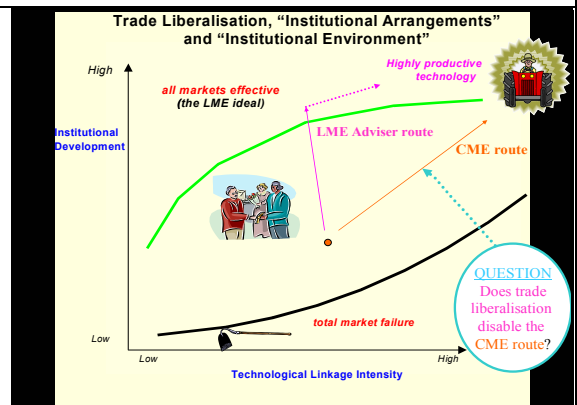 Trade Liberalisation, “Institutional Arrangements”
and “Institutional Environment”
High
Highly productive
technology
all markets effective
(the LME ideal)
Institutional
Development
LME Adviser route
CME route
QUESTION
Does trade
liberalisation
disable the
CME route?
total market failure
Low
Low
High
Technological Linkage Intensity